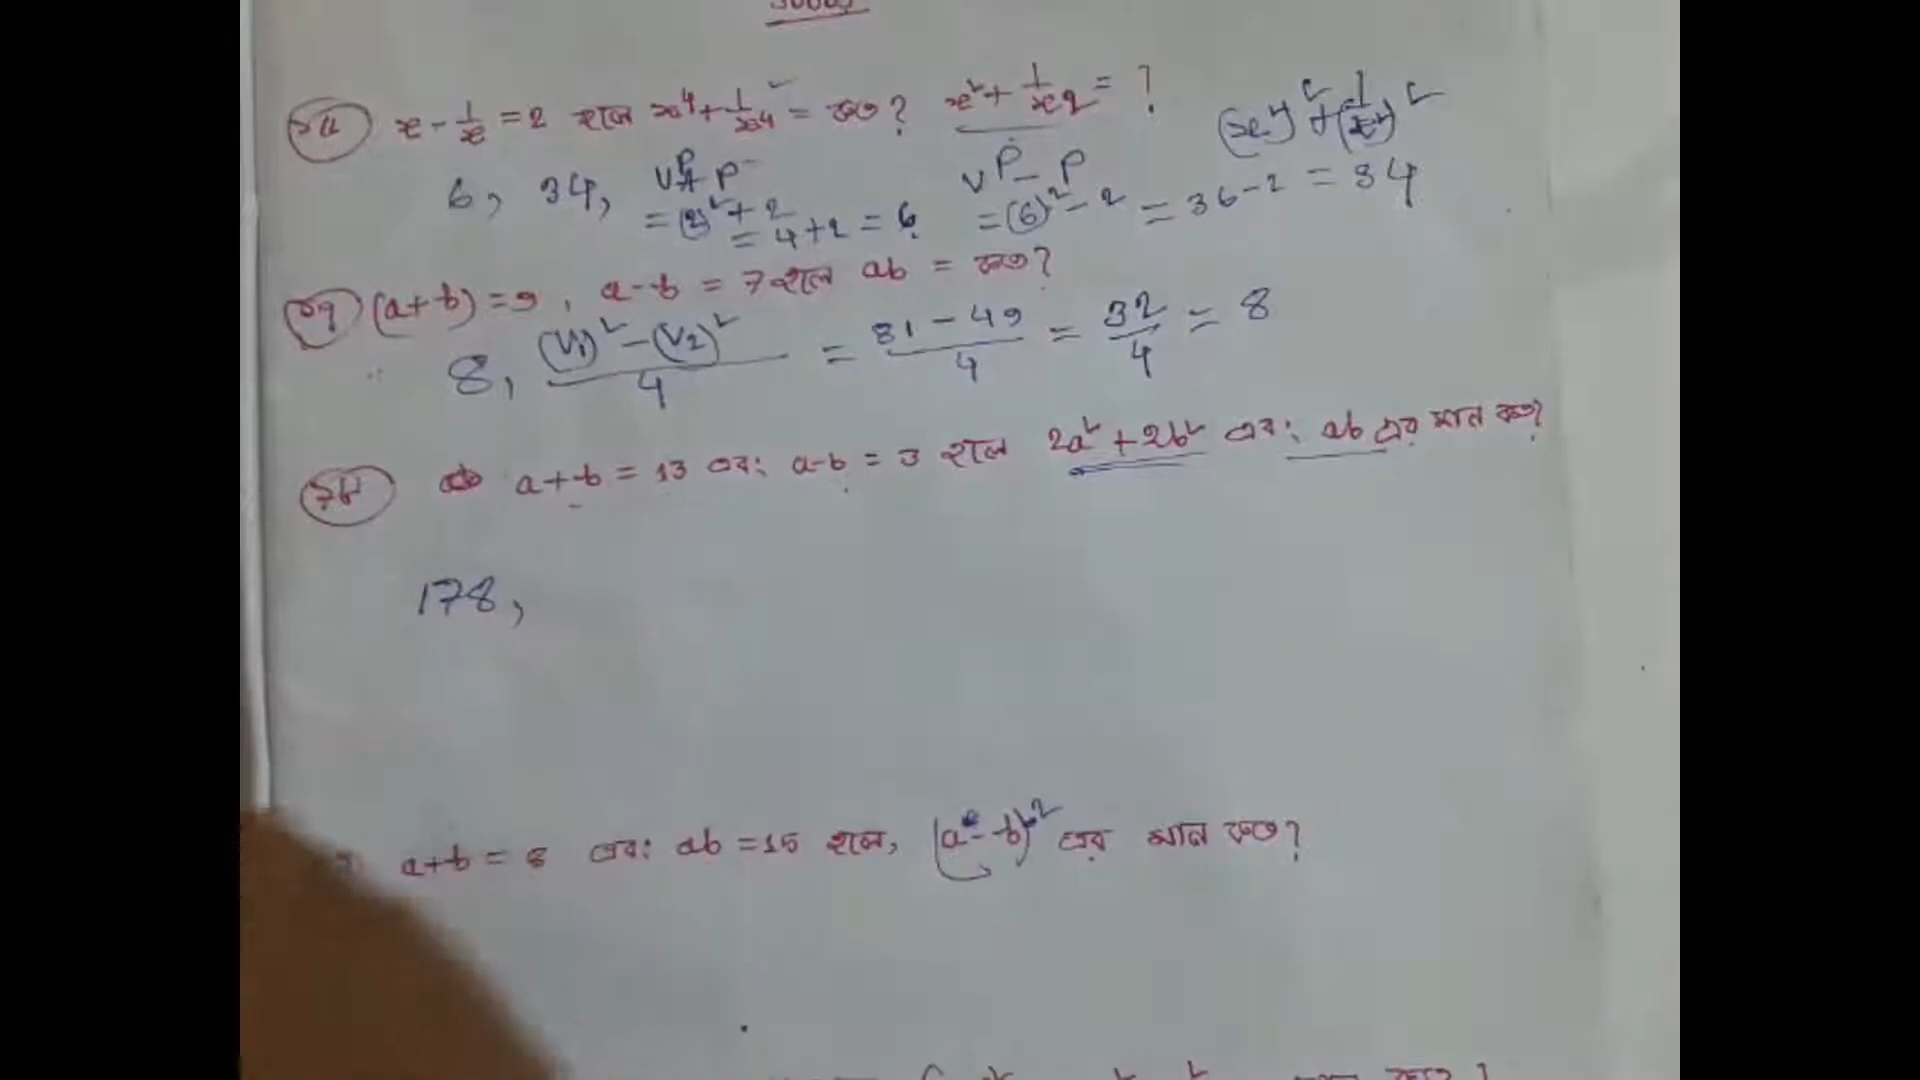 ১৬ x - 1/x = 2 হলে x⁴ + 1/x⁴ = কত? x² + 1/x2 = ?
(x²)² + (1/x²)²
6, 34, V P+ P V P- P
= (2)² + 2 = (6)² - 2 = 36-2 = 34
= 4+2 = 6
১৭ (a+b) = 9, a-b = 7 হলে ab = কত?
8, (V1)² - (V2)² / 4 = 81 - 49 / 4 = 32 / 4 = 8
১৮ a+b = 13 এবং a-b = 3 হলে 2a² + 2b² এবং ab এর মান কত?
178,
a+b = 8 এবং ab = 15 হলে, (a-b)² এর মান কত?